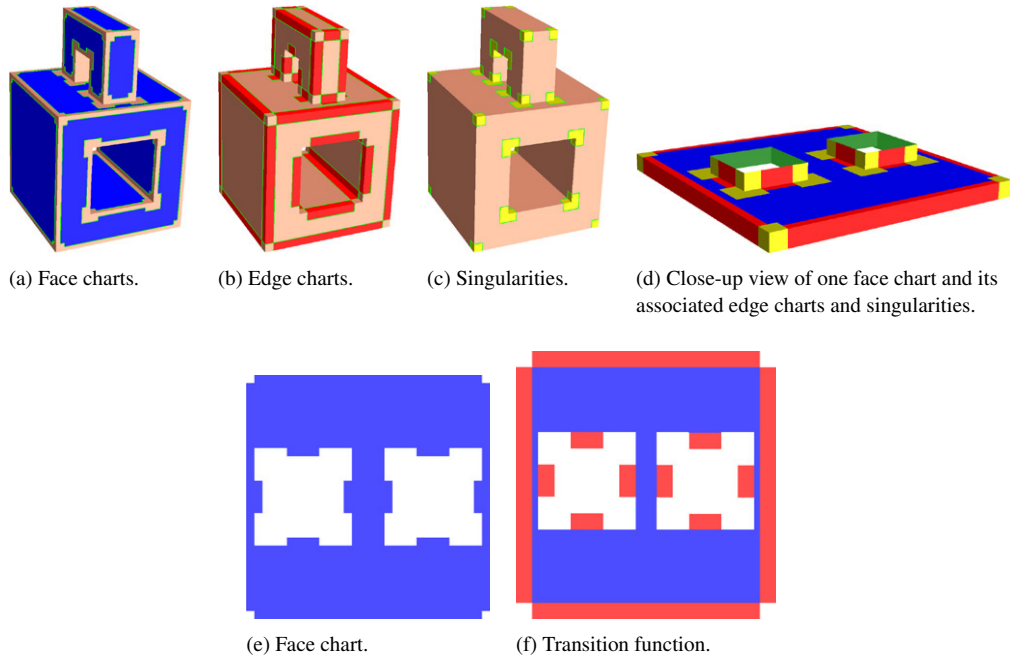 (a) Face charts.
(b) Edge charts.
(c) Singularities.
(d) Close-up view of one face chart and its
associated edge charts and singularities.
(e) Face chart.
(f) Transition function.